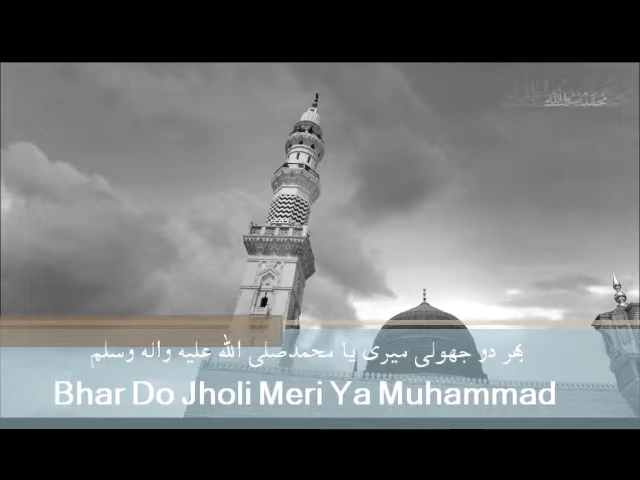 بھر دو جھولی میری یا محمدصلی اللہ علیہ والہ وسلم
Bhar Do Jholi Meri Ya Muhammad